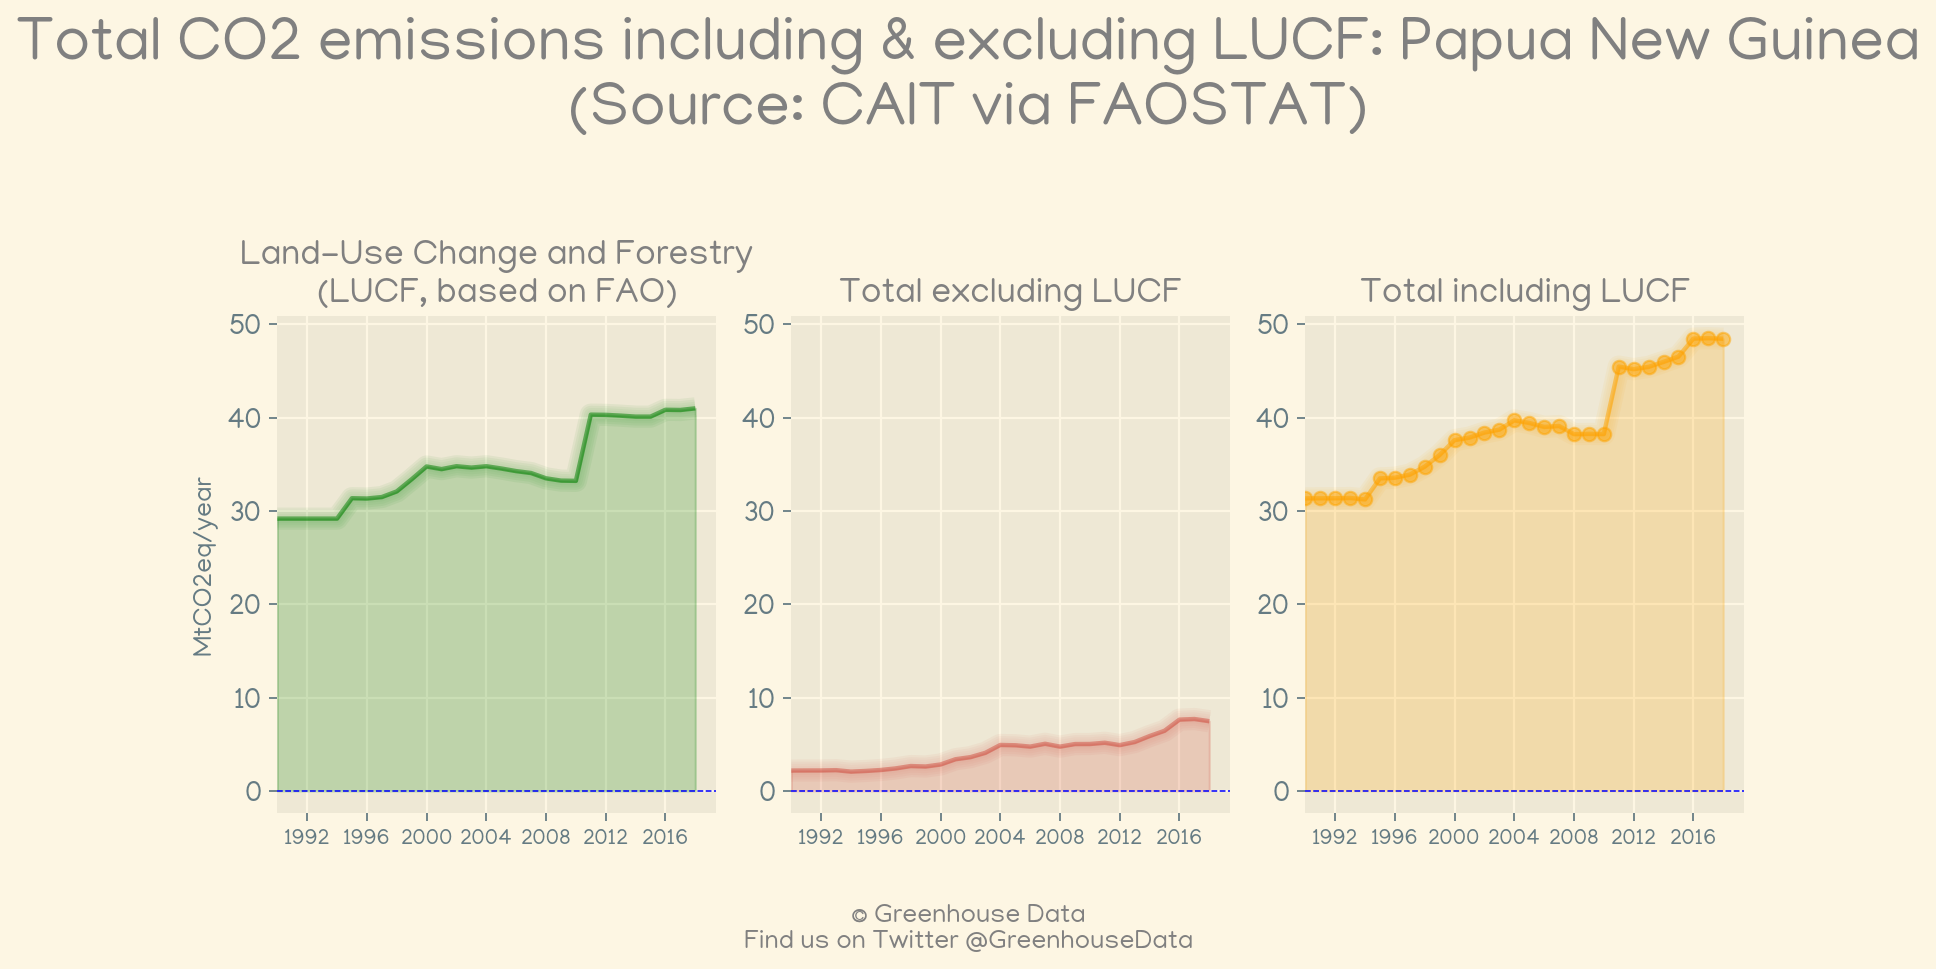 Total CO2 emissions including & excluding LUCF: Papua New Guinea
(Source: CAIT via FAOSTAT)
Land-Use Change and Forestry
(LUCF, based on FAO)
MtCO2eq/year
50
40
30
20
10
0
1992 1996 2000 2004 2008 2012 2016
Total excluding LUCF
50
40
30
20
10
0
1992 1996 2000 2004 2008 2012 2016
Total including LUCF
50
40
30
20
10
0
1992 1996 2000 2004 2008 2012 2016
© Greenhouse Data
Find us on Twitter @GreenhouseData